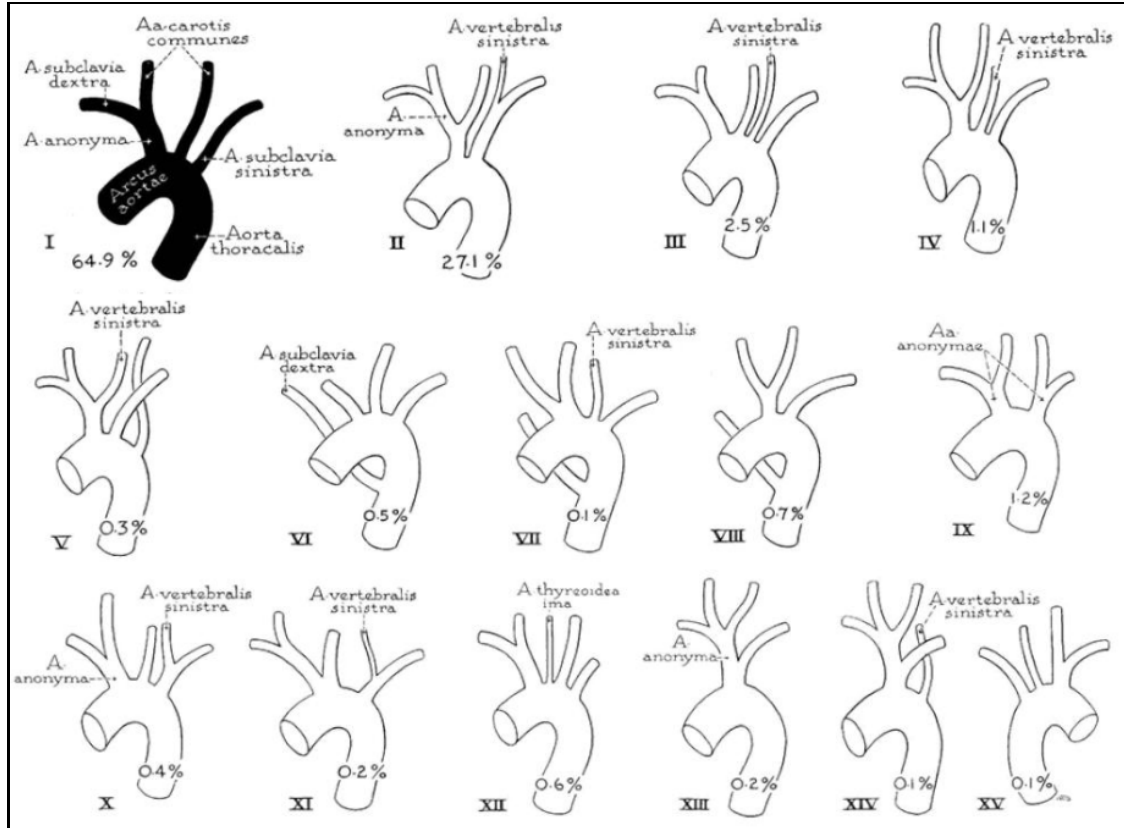 Aa·carotis
communes
A·subclavia
dextra
A·anonyma
A·subclavia
sinistra
Arcus
aortae
Aorta
thoracalis
I
64.9 %
A·vertebralis
sinistra
A·
anonyma
II
27.1 %
A·vertebralis
sinistra
III
2.5%
A·vertebralis
sinistra
IV
1.1%
A·vertebralis
sinistra
V
0.3%
A·subclavia
dextra
VI
0.5%
A·vertebralis
sinistra
VII
0.1%
VIII
0.7%
Aa·
anonymae
IX
1.2%
A·vertebralis
sinistra
A·
anonyma
X
0.4%
A·vertebralis
sinistra
XI
0.2%
A·thyreoidea
ima
XII
0.6%
A·
anonyma
XIII
0.2%
A·vertebralis
sinistra
XIV
0.1%
XV
0.1%